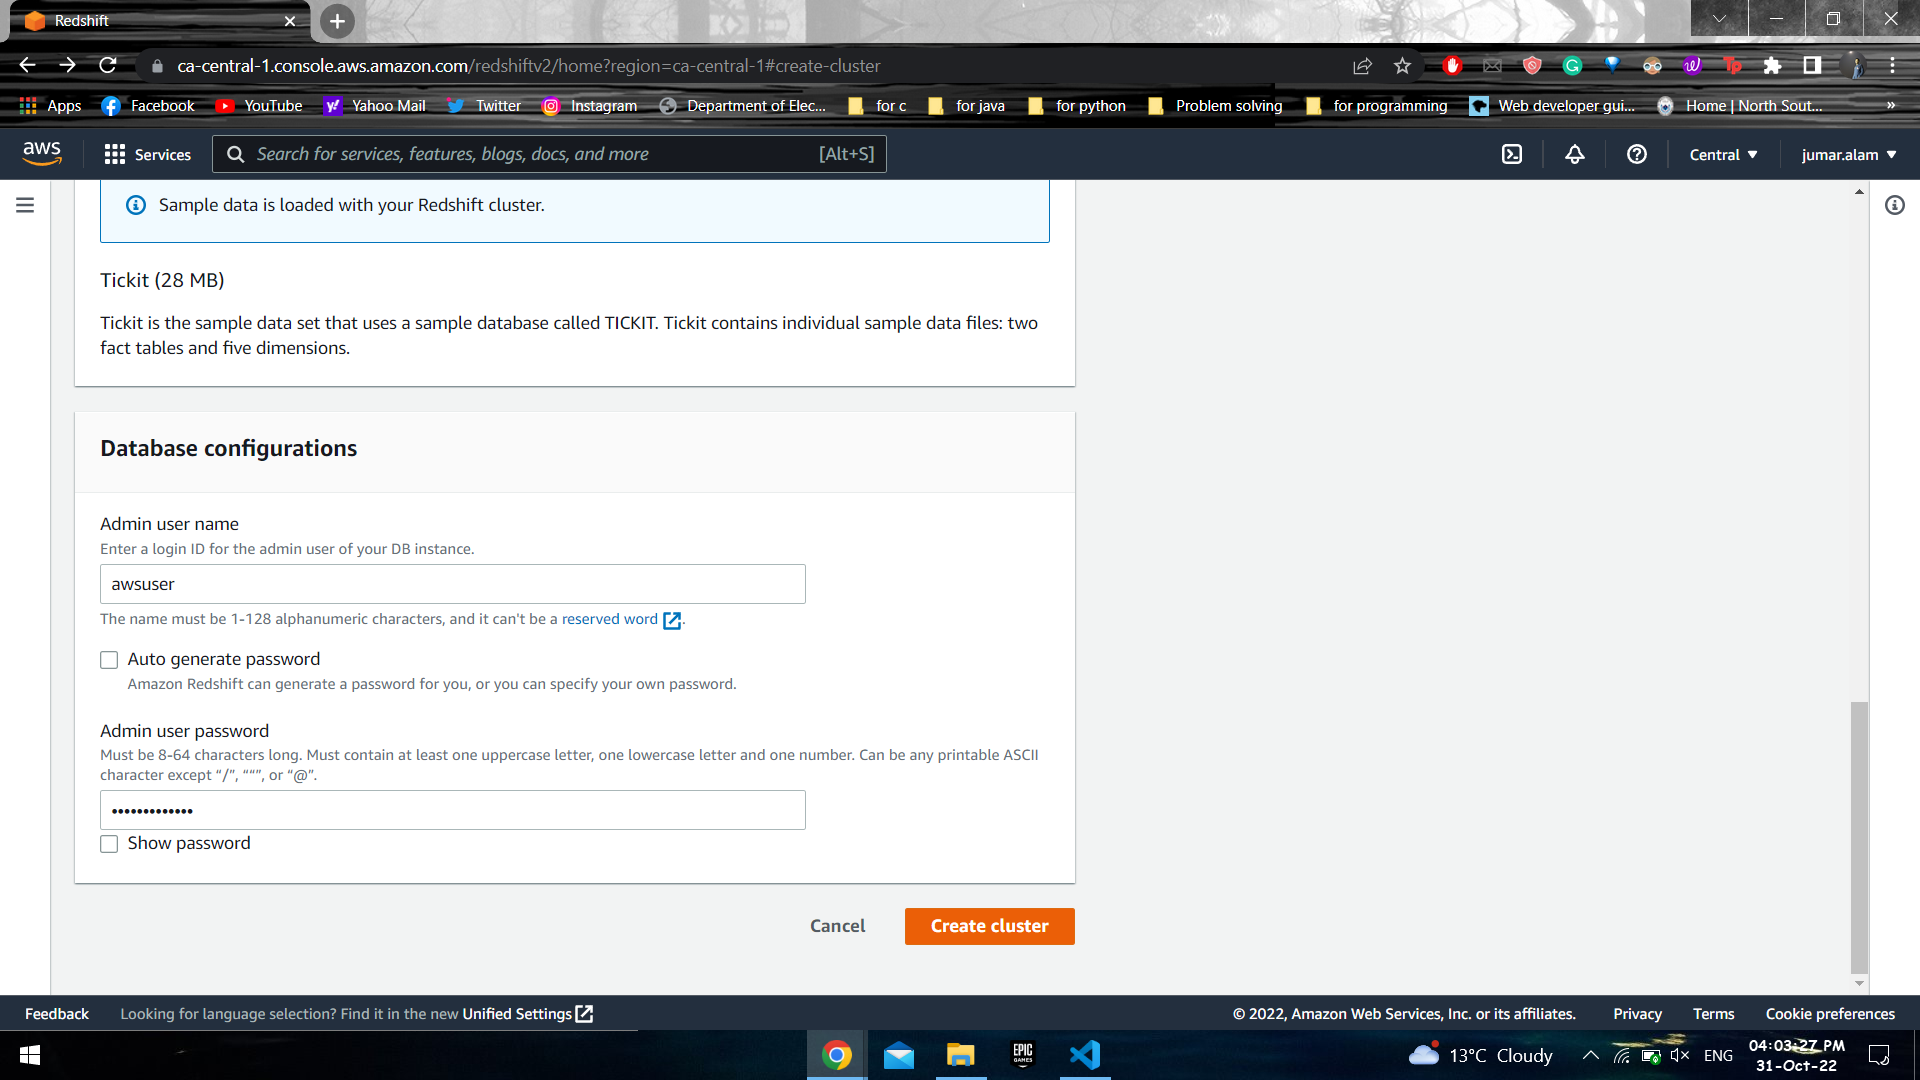 Redshift
ca-central-1.console.aws.amazon.com/redshiftv2/home?region=ca-central-1#create-cluster
Apps Facebook YouTube Yahoo Mail Twitter Instagram Department of Elec... for c for java for python Problem solving for programming Web developer gui... Home | North Sout... »
aws Services Search for services, features, blogs, docs, and more [Alt+S] Central jumar.alam
Sample data is loaded with your Redshift cluster.
Tickit (28 MB)
Tickit is the sample data set that uses a sample database called TICKIT. Tickit contains individual sample data files: two
fact tables and five dimensions.
Database configurations
Admin user name
Enter a login ID for the admin user of your DB instance.
awsuser
The name must be 1-128 alphanumeric characters, and it can't be a reserved word .
Auto generate password
Amazon Redshift can generate a password for you, or you can specify your own password.
Admin user password
Must be 8-64 characters long. Must contain at least one uppercase letter, one lowercase letter and one number. Can be any printable ASCII
character except “/”, “"”, or “@”.
•••••••••••••
Show password
Cancel Create cluster
Feedback Looking for language selection? Find it in the new Unified Settings © 2022, Amazon Web Services, Inc. or its affiliates. Privacy Terms Cookie preferences
EPIC GAMES 13°C Cloudy ENG 04:03:27 PM
31-Oct-22